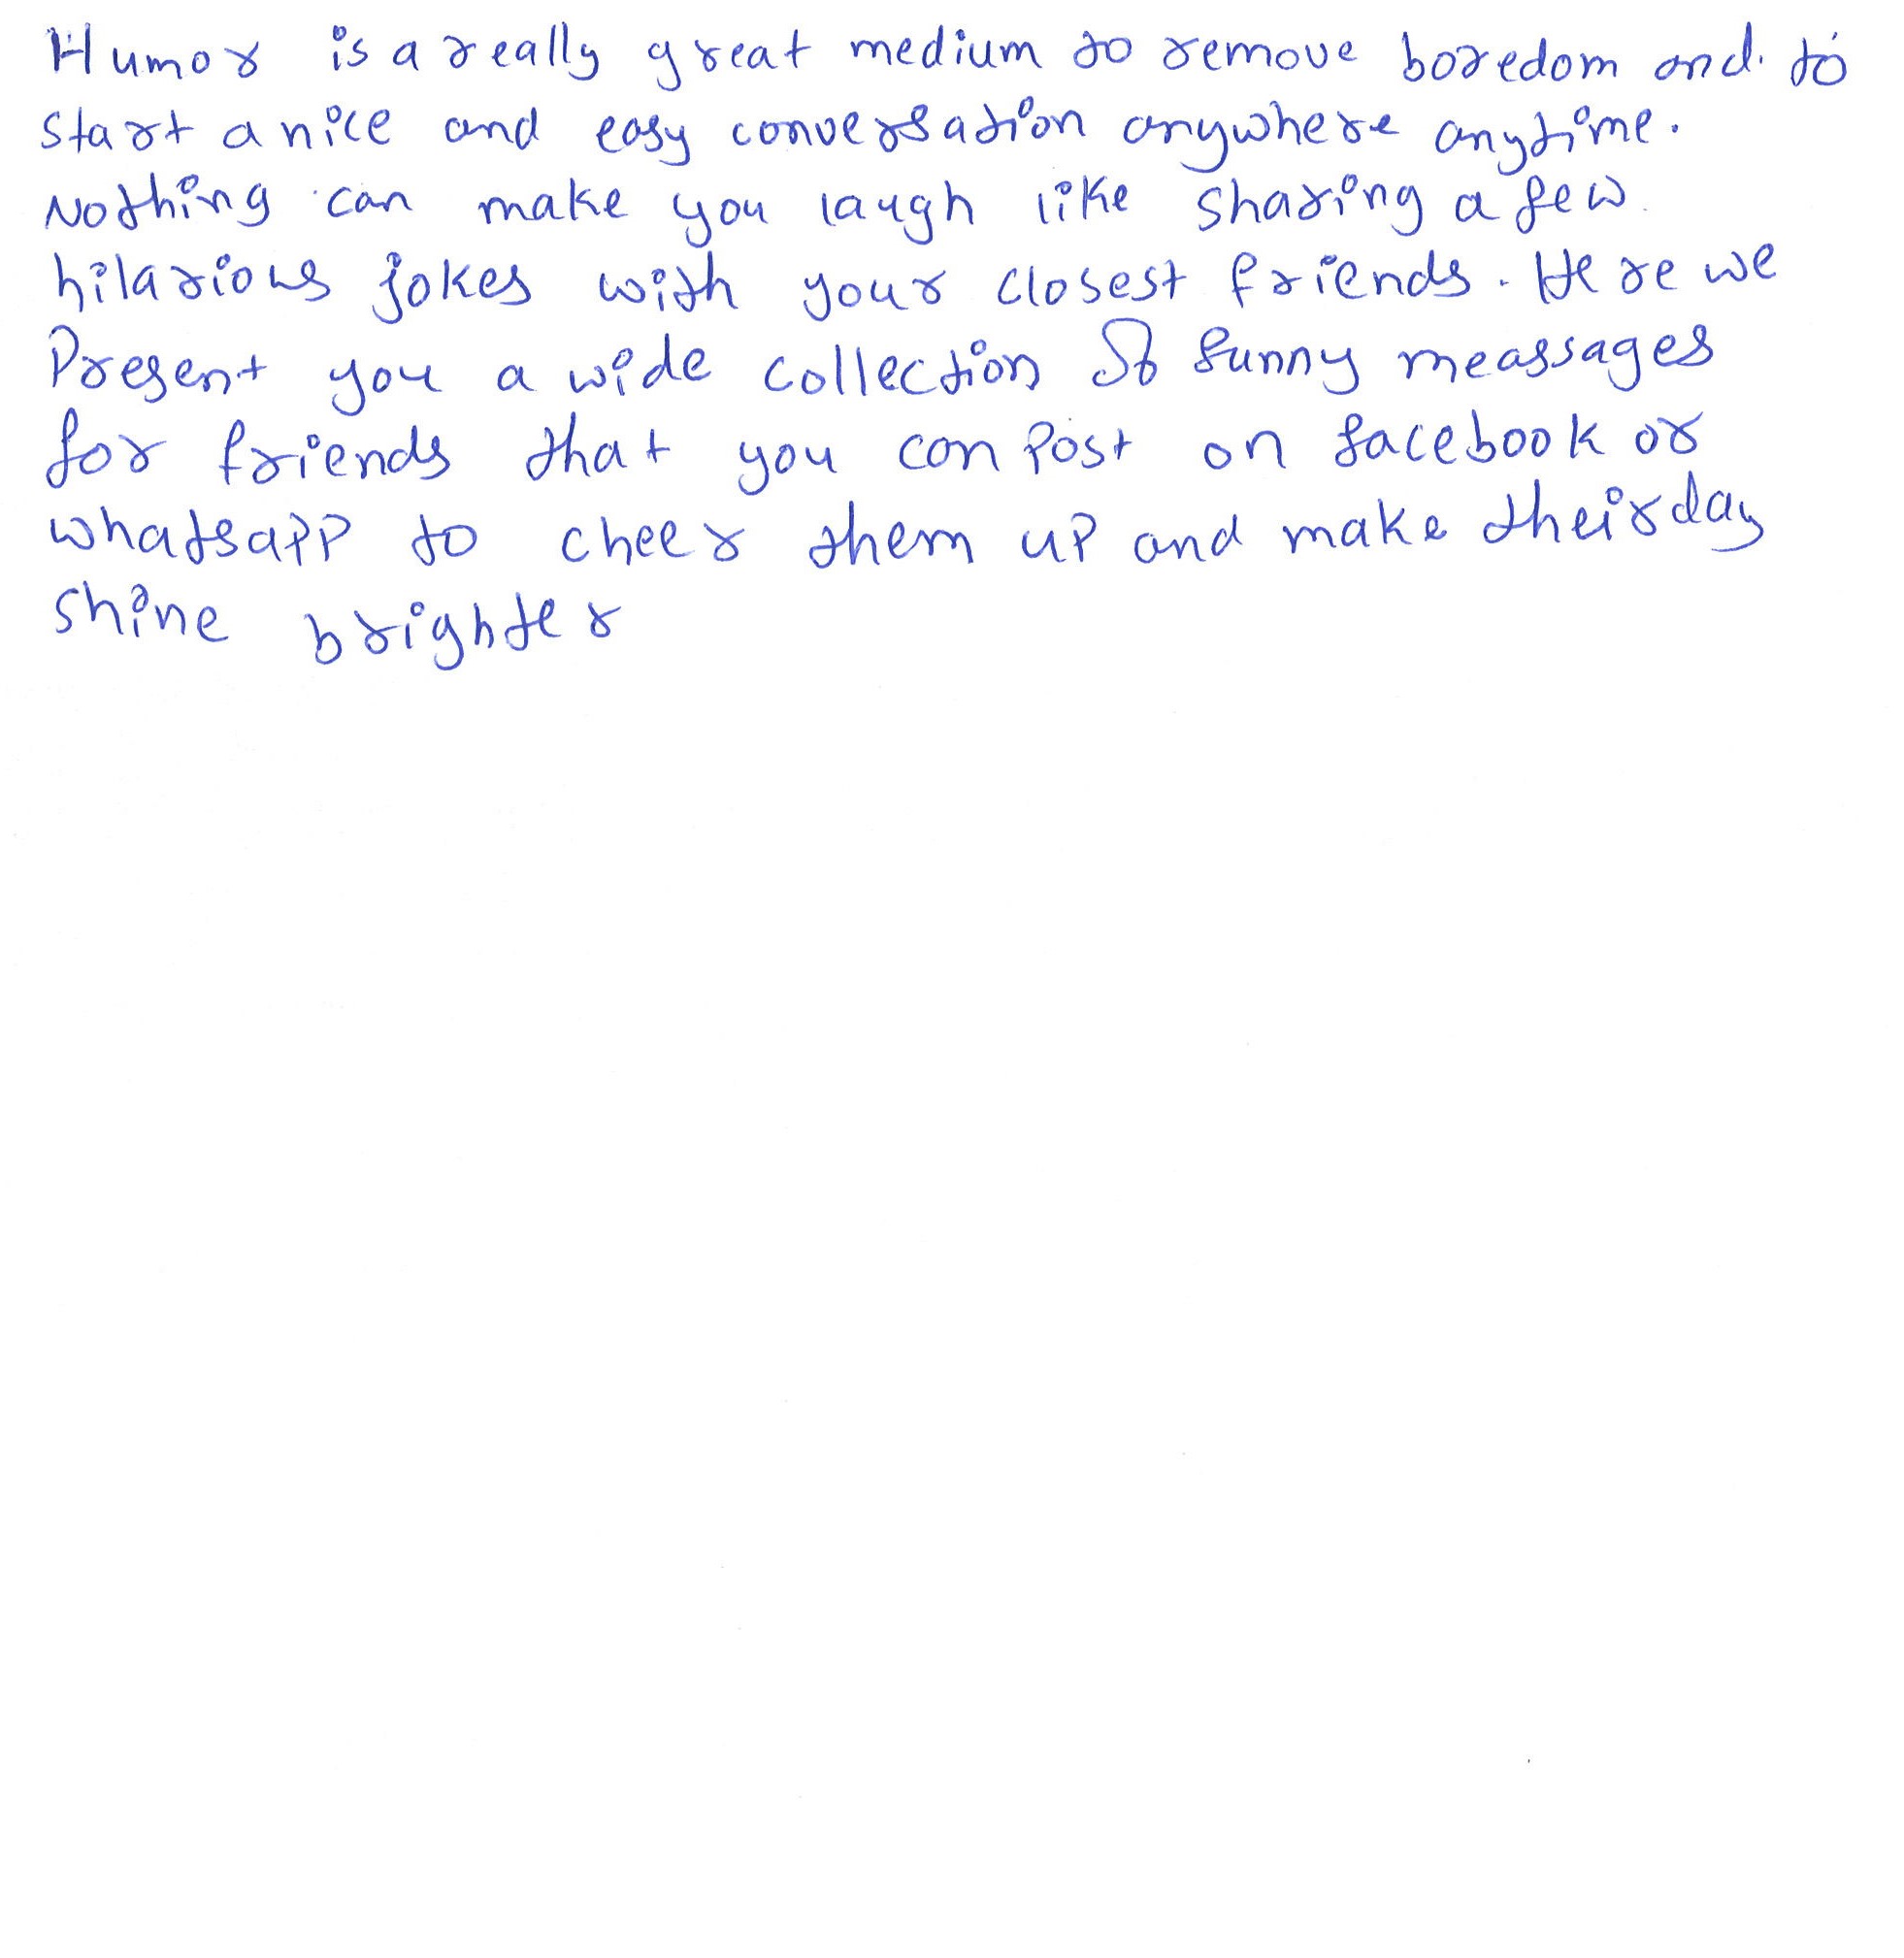 Humor is a really great medium to remove boredom and to
start a nice and easy conversation anywhere anytime.
Nothing can make you laugh like sharing a few
hilarious jokes with your closest friends. Here we
Present you a wide collection of funny meassages
for friends that you can Post on facebook or
whatsapp to cheer them up and make their day
shine brighter